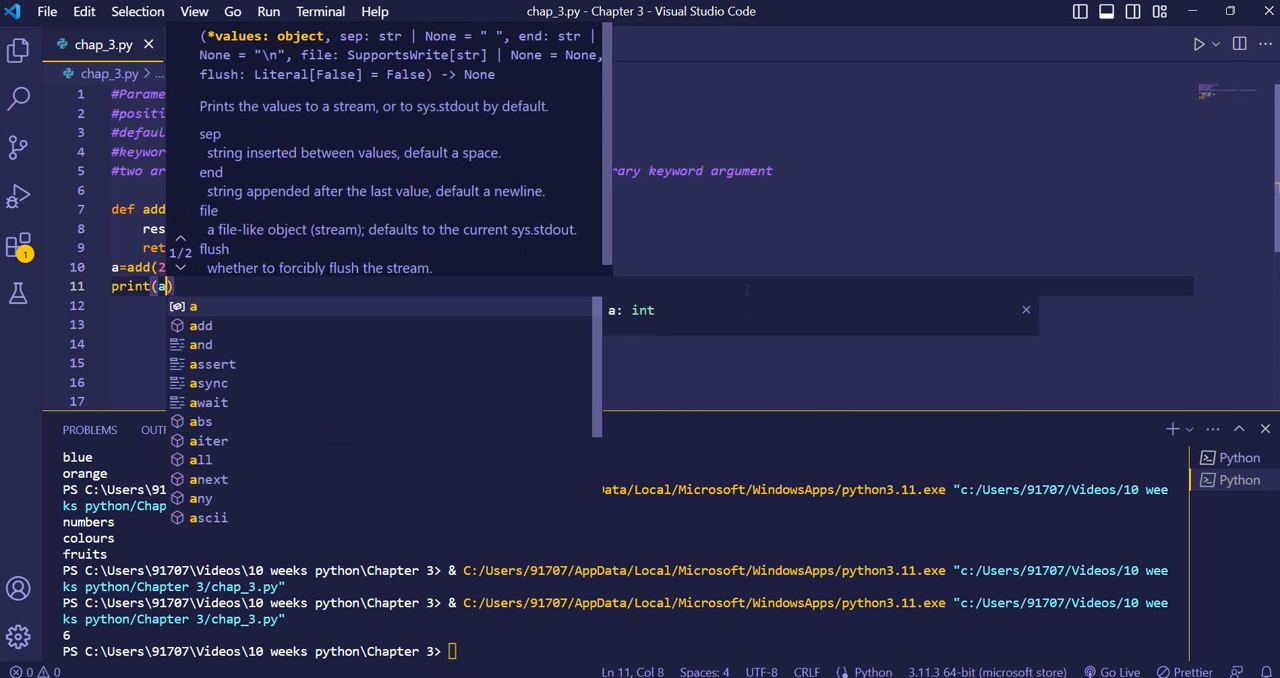 File Edit Selection View Go Run Terminal Help chap_3.py - Chapter 3 - Visual Studio Code
chap_3.py
chap_3.py > ...
(*values: object, sep: str | None = " ", end: str |
None = "\n", file: SupportsWrite[str] | None = None,
flush: Literal[False] = False) -> None
Prints the values to a stream, or to sys.stdout by default.
sep
string inserted between values, default a space.
end
string appended after the last value, default a newline.
file
a file-like object (stream); defaults to the current sys.stdout.
flush
whether to forcibly flush the stream.
1/2
1 #Parame
2 #positi
3 #defaul
4 #keywor
5 #two ar rary keyword argument
6
7 def add
8 res
9 ret
10 a=add(2
11 print(a)
12
13
14
15
16
17
a
add
and
assert
async
await
abs
aiter
all
anext
any
ascii
a: int
1
PROBLEMS OUTP
blue
orange
PS C:\Users\91 Data/Local/Microsoft/WindowsApps/python3.11.exe "c:/Users/91707/Videos/10 wee
ks python/Chap
numbers
colours
fruits
PS C:\Users\91707\Videos\10 weeks python\Chapter 3> & C:/Users/91707/AppData/Local/Microsoft/WindowsApps/python3.11.exe "c:/Users/91707/Videos/10 wee
ks python/Chapter 3/chap_3.py"
PS C:\Users\91707\Videos\10 weeks python\Chapter 3> & C:/Users/91707/AppData/Local/Microsoft/WindowsApps/python3.11.exe "c:/Users/91707/Videos/10 wee
ks python/Chapter 3/chap_3.py"
6
PS C:\Users\91707\Videos\10 weeks python\Chapter 3>
Python
Python
0 0 Ln 11, Col 8 Spaces: 4 UTF-8 CRLF Python 3.11.3 64-bit (microsoft store) Go Live Prettier